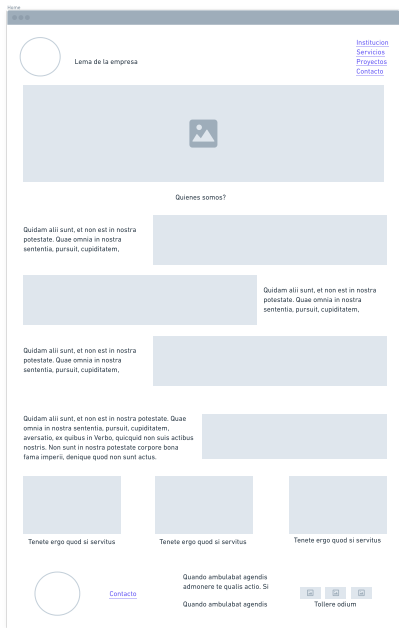 Home
Lema de la empresa
Institucion
Servicios
Proyectos
Contacto
Quienes somos?
Quidam alii sunt, et non est in nostra
potestate. Quae omnia in nostra
sententia, pursuit, cupiditatem,
Quidam alii sunt, et non est in nostra
potestate. Quae omnia in nostra
sententia, pursuit, cupiditatem,
Quidam alii sunt, et non est in nostra
potestate. Quae omnia in nostra
sententia, pursuit, cupiditatem,
Quidam alii sunt, et non est in nostra potestate. Quae
omnia in nostra sententia, pursuit, cupiditatem,
aversatio, ex quibus in Verbo, quicquid non suis actibus
nostris. Non sunt in nostra potestate corpore bona
fama imperii, denique quod non sunt actus.
Tenete ergo quod si servitus
Tenete ergo quod si servitus
Tenete ergo quod si servitus
Contacto
Quando ambulabat agendis
admonere te qualis actio. Si
Quando ambulabat agendis
Tollere odium